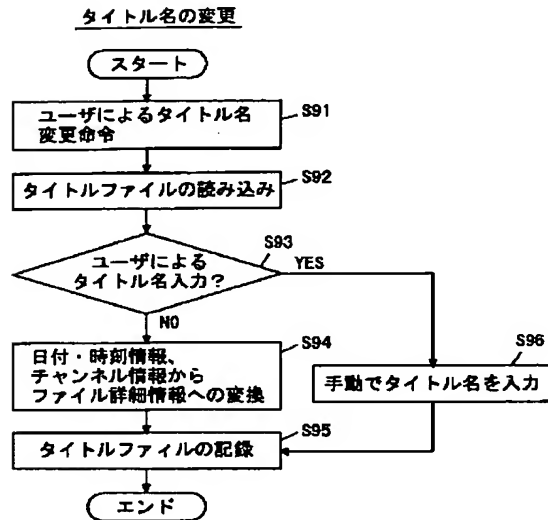 タイトル名の変更
スタート
ユーザによるタイトル名
変更命令
S91
タイトルファイルの読み込み
S92
ユーザによる
タイトル名入力?
S93
YES
NO
日付・時刻情報、
チャンネル情報から
ファイル詳細情報への変換
S94
手動でタイトル名を入力
S96
タイトルファィルの記録
S95
エンド